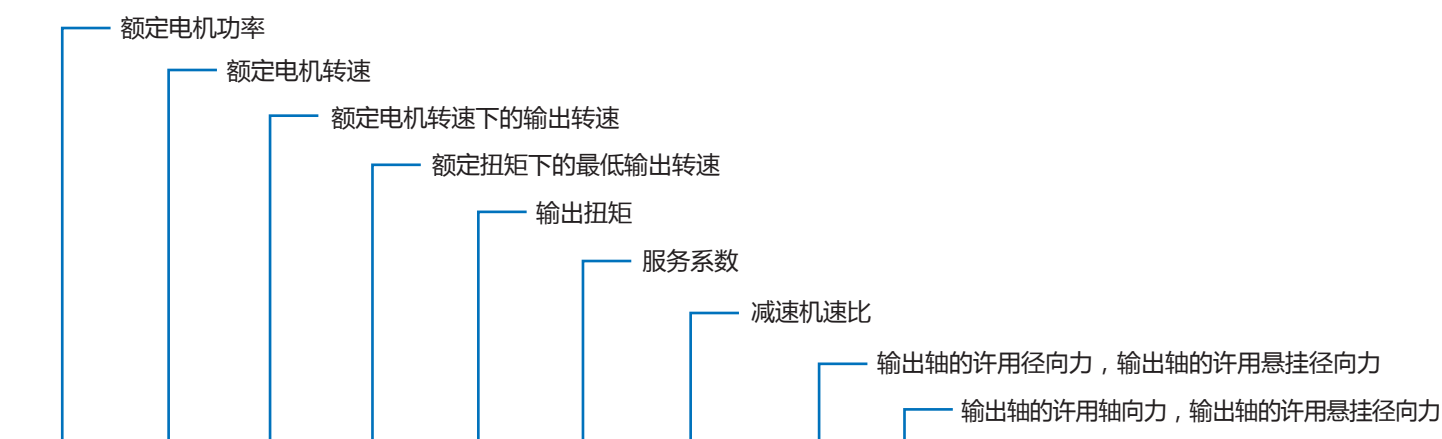 额定电机功率
额定电机转速
额定电机转速下的输出转速
额定扭矩下的最低输出转速
输出扭矩
服务系数
减速机速比
输出轴的许用径向力，输出轴的许用悬挂径向力
输出轴的许用轴向力，输出轴的许用悬挂径向力